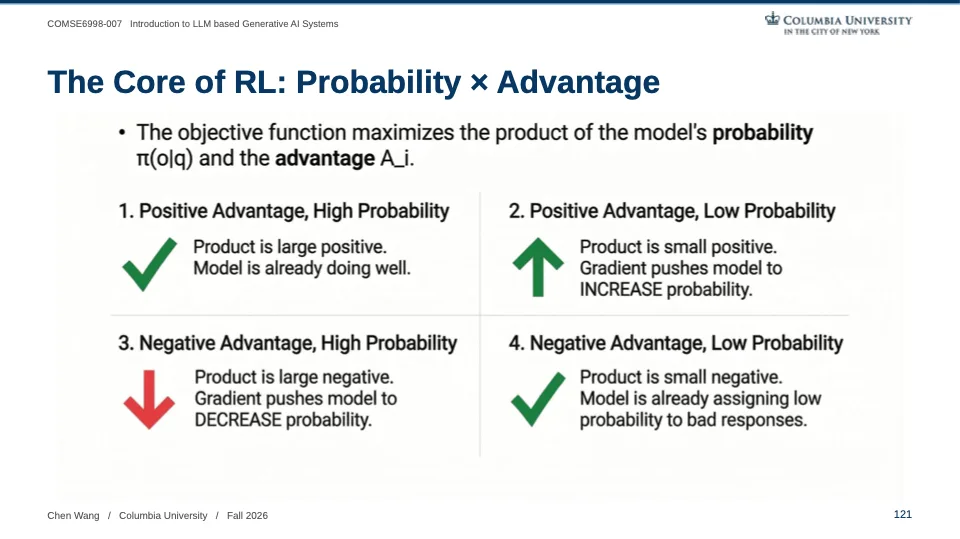 COMSE6998-007 Introduction to LLM based Generative AI Systems
COLUMBIA UNIVERSITY
IN THE CITY OF NEW YORK
The Core of RL: Probability × Advantage
• The objective function maximizes the product of the model's probability
π(o|q) and the advantage A_i.
1. Positive Advantage, High Probability
Product is large positive.
Model is already doing well.
2. Positive Advantage, Low Probability
Product is small positive.
Gradient pushes model to
INCREASE probability.
3. Negative Advantage, High Probability
Product is large negative.
Gradient pushes model to
DECREASE probability.
4. Negative Advantage, Low Probability
Product is small negative.
Model is already assigning low
probability to bad responses.
Chen Wang / Columbia University / Fall 2026
121